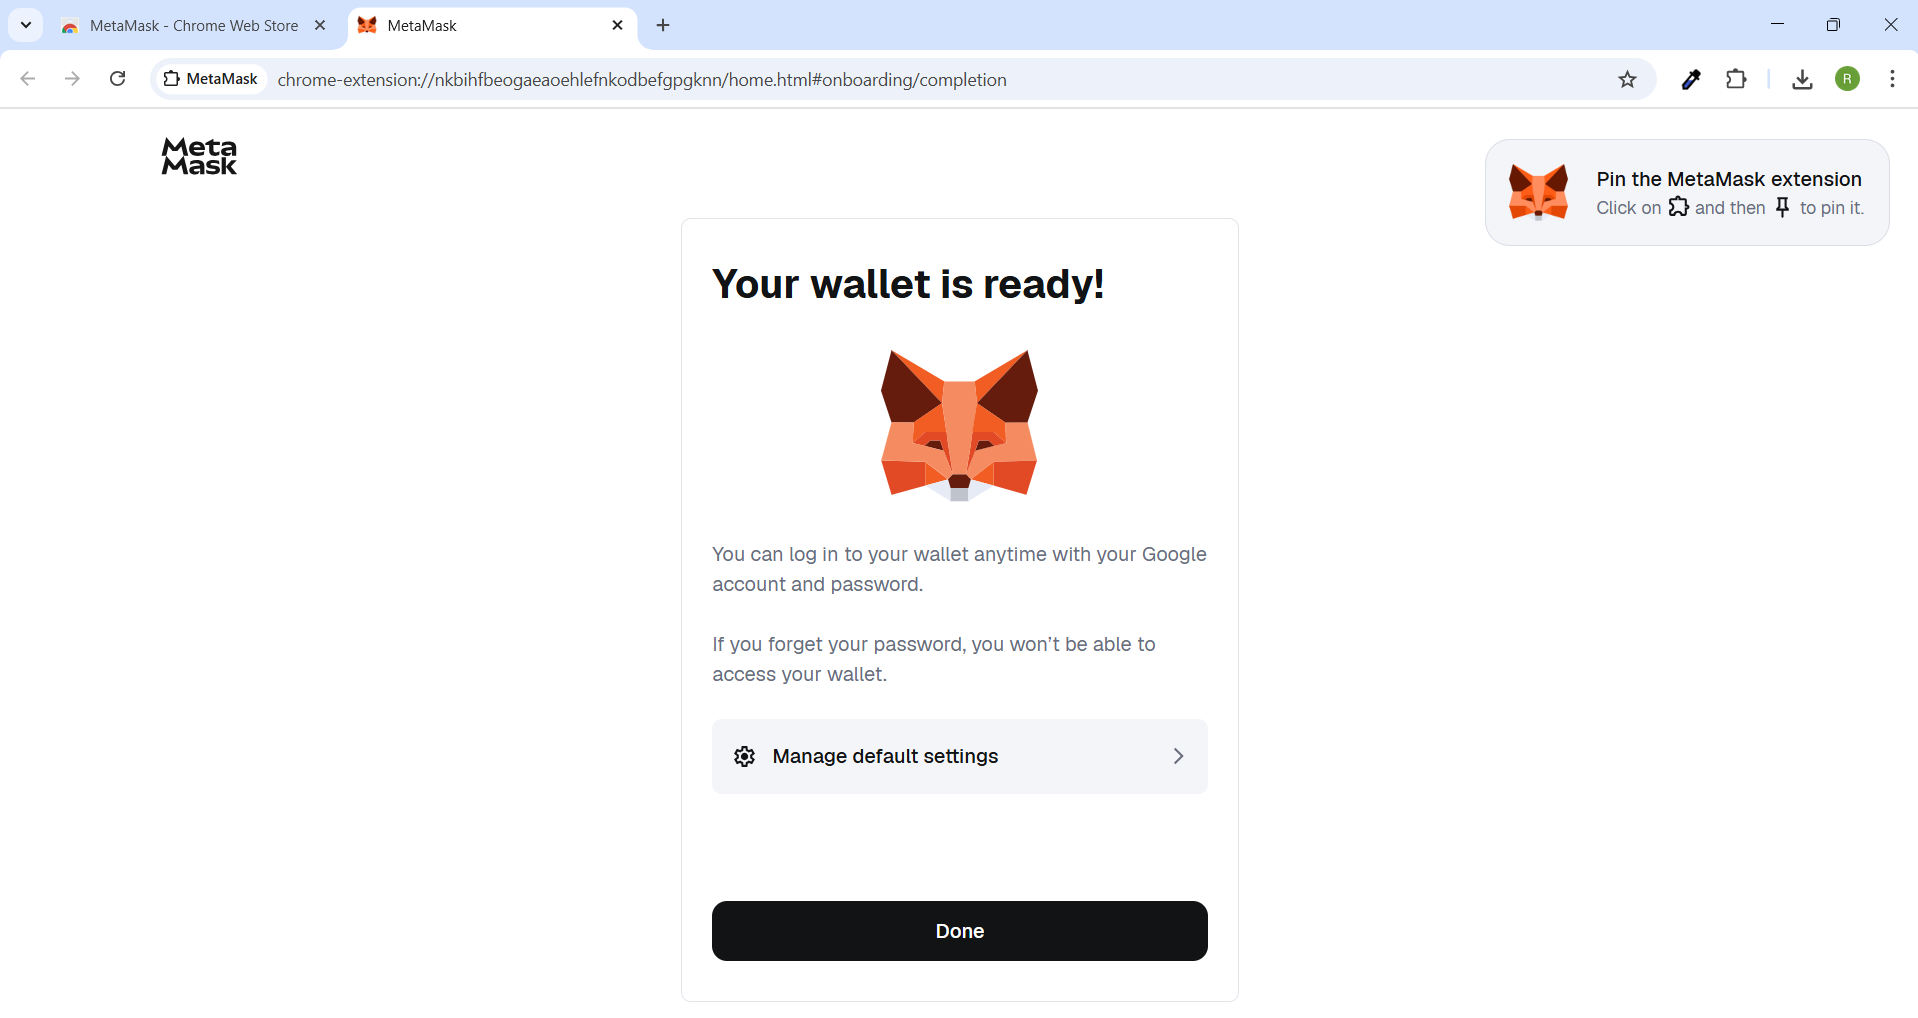 MetaMask - Chrome Web Store
MetaMask
MetaMask
chrome-extension://nkbihfbeogaeaoehlefnkodbefgpgknn/home.html#onboarding/completion
R
Meta
Mask
Pin the MetaMask extension
Click on and then to pin it.
Your wallet is ready!
You can log in to your wallet anytime with your Google
account and password.
If you forget your password, you won’t be able to
access your wallet.
Manage default settings
Done